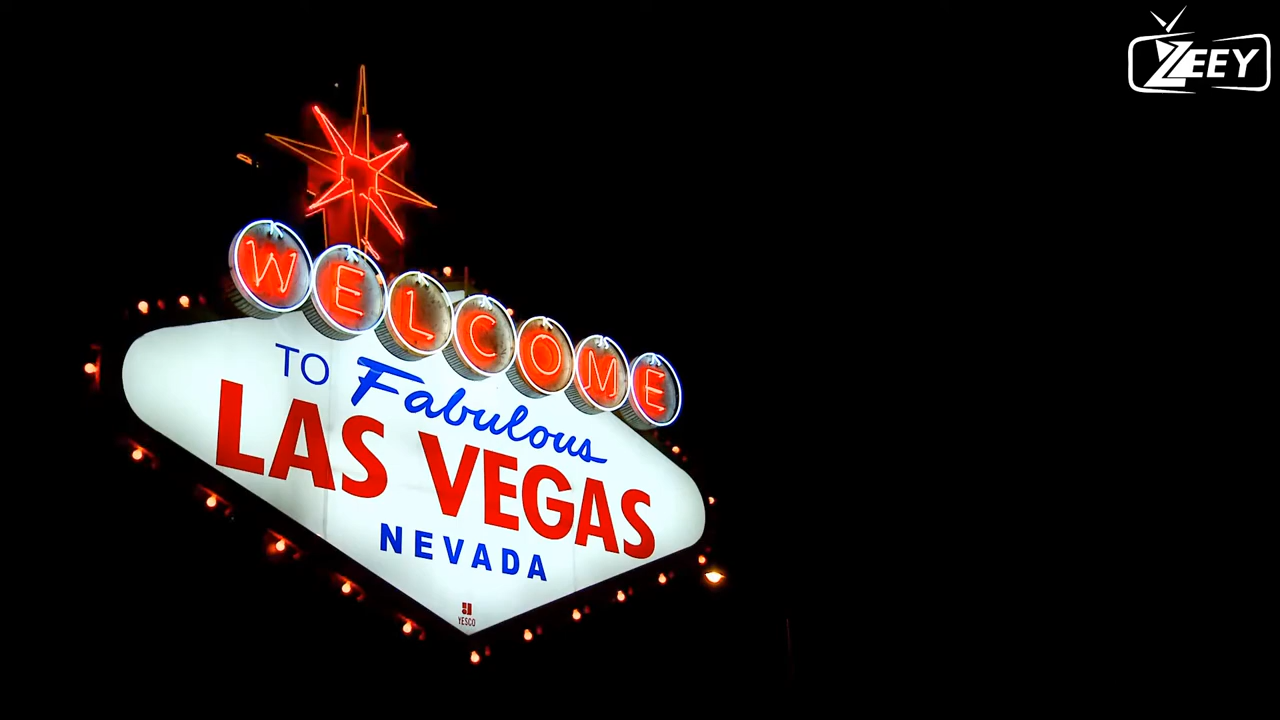 ZEEY
WELCOME
TO Fabulous
LAS VEGAS
NEVADA
YESCO